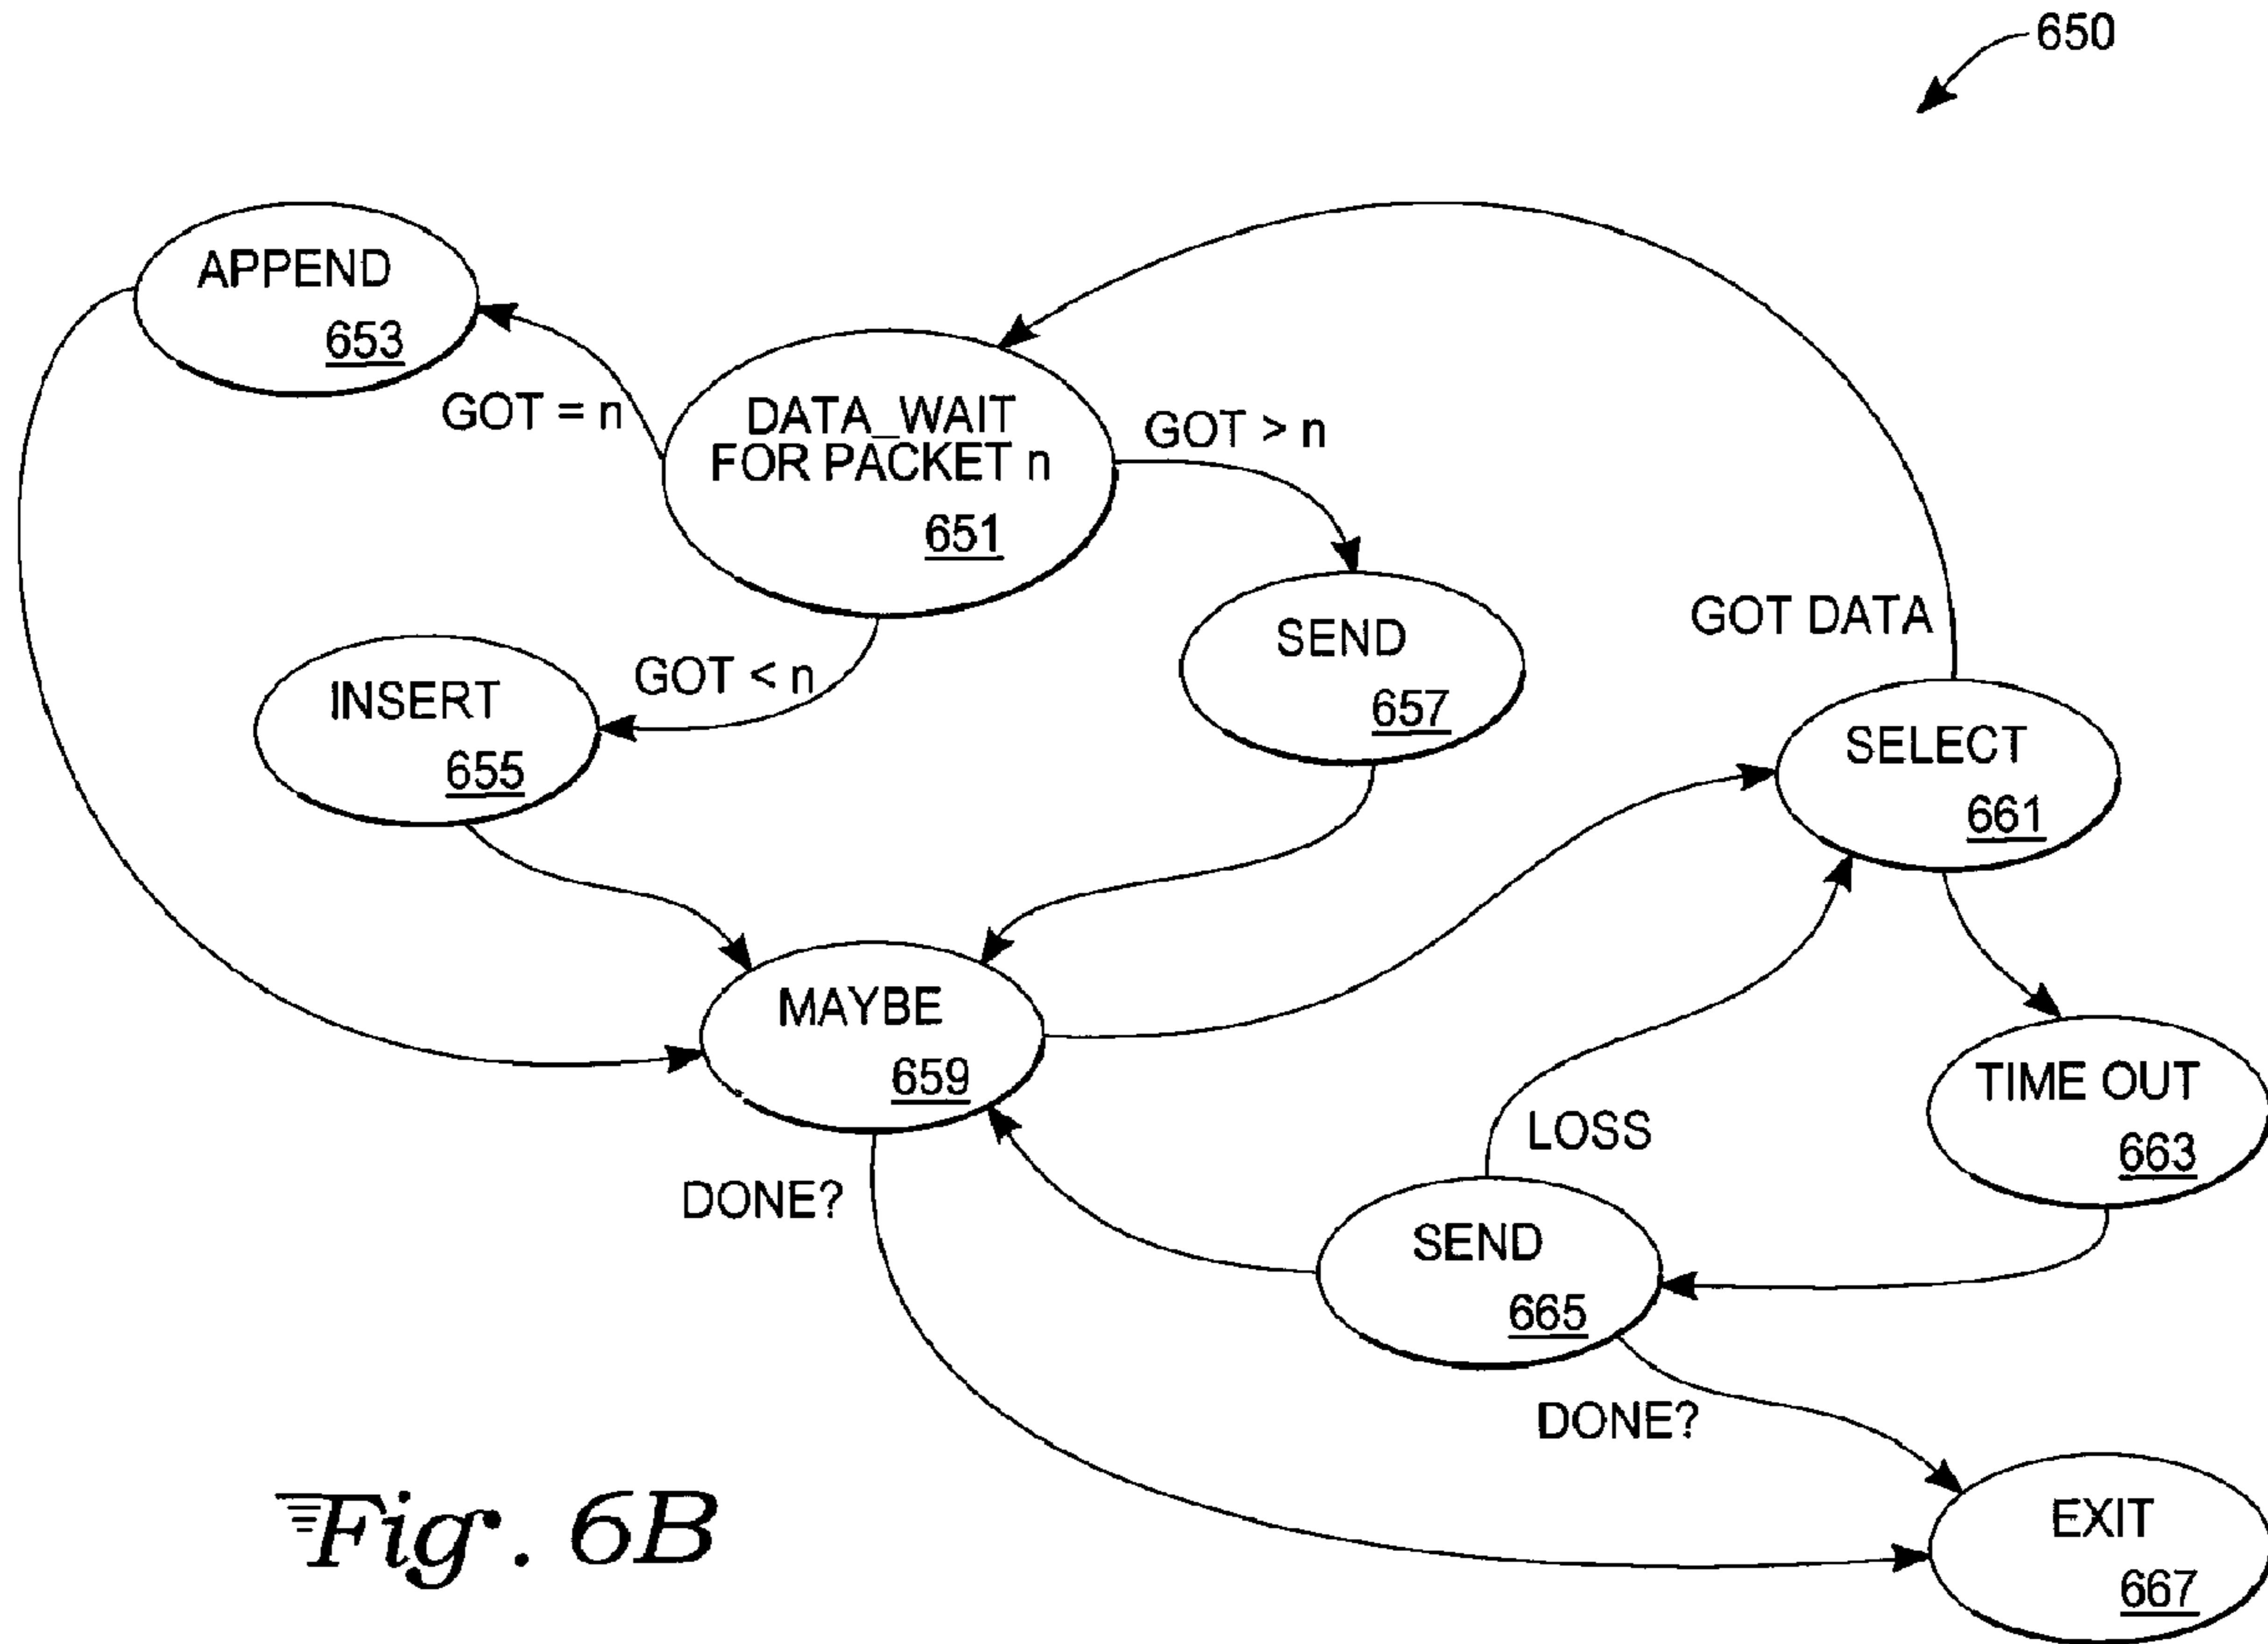 650
APPEND
653
GOT = n
DATA_WAIT
FOR PACKET n
651
GOT > n
SEND
657
GOT DATA
GOT < n
INSERT
655
SELECT
661
MAYBE
659
TIME OUT
663
LOSS
DONE?
SEND
665
DONE?
EXIT
667
Fig. 6B